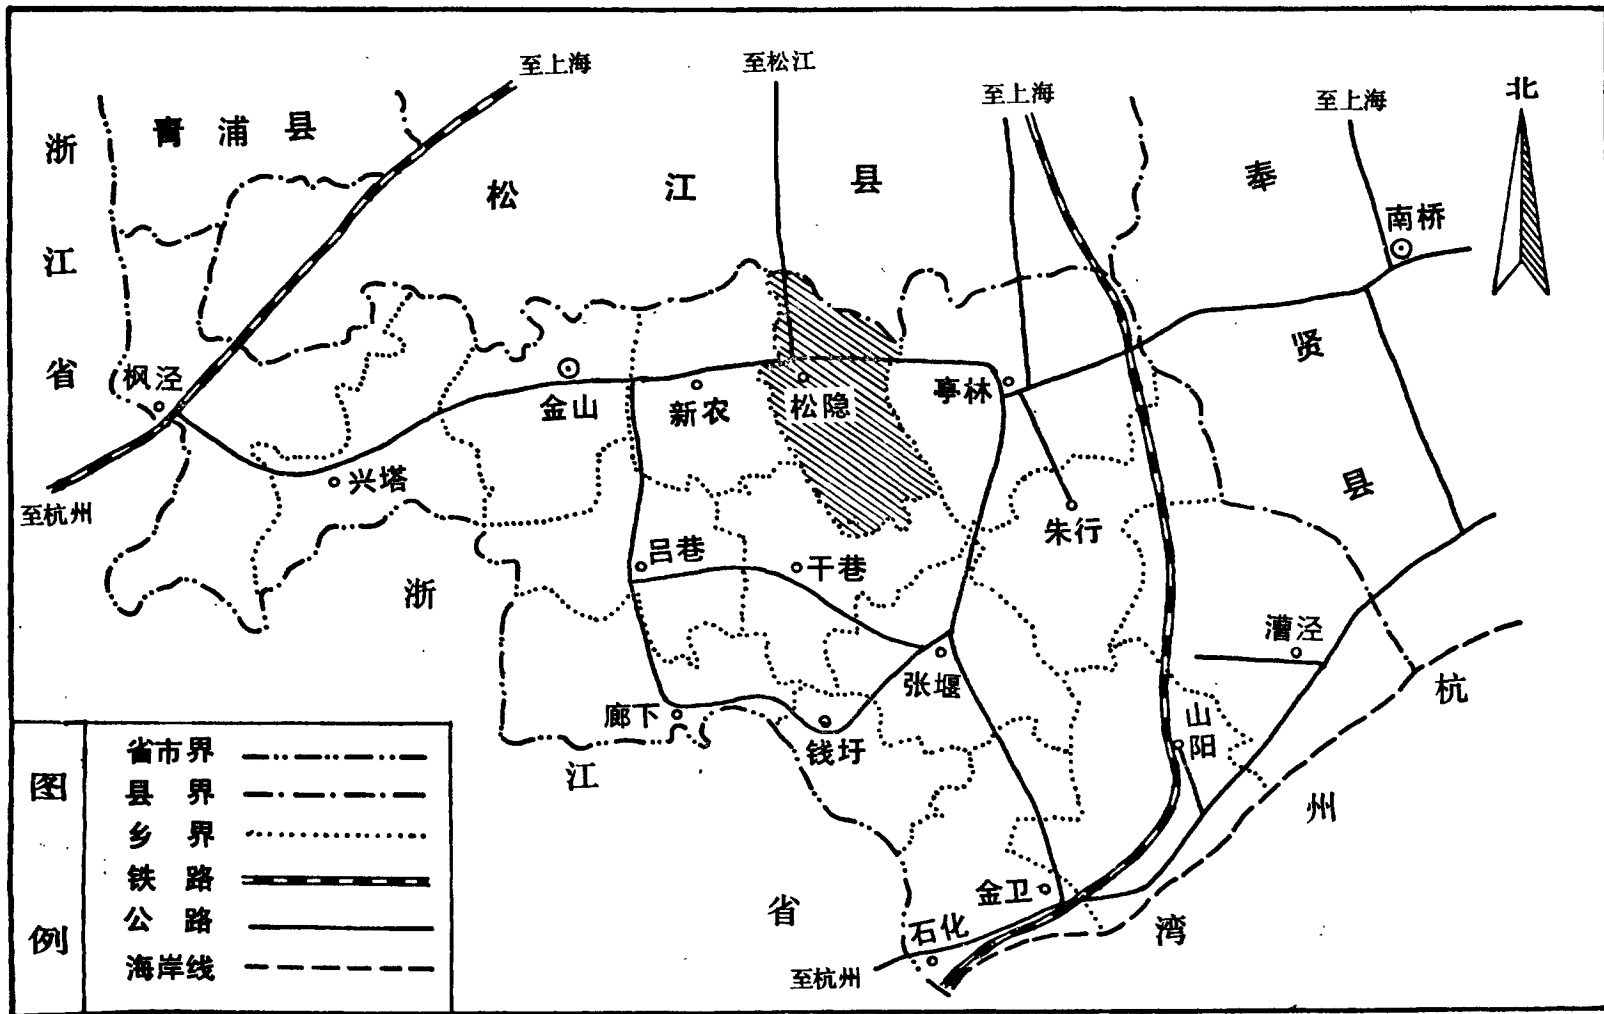 至上海
至松江
至上海
至上海
北
青浦县
浙江省
松江县
奉贤县
南桥
枫泾
金山
新农
松隐
亭林
兴塔
至杭州
朱行
吕巷
干巷
浙江省
漕泾
张堰
廊下
钱圩
山阳
杭州湾
金卫
石化
至杭州
图例
省市界
县界
乡界
铁路
公路
海岸线